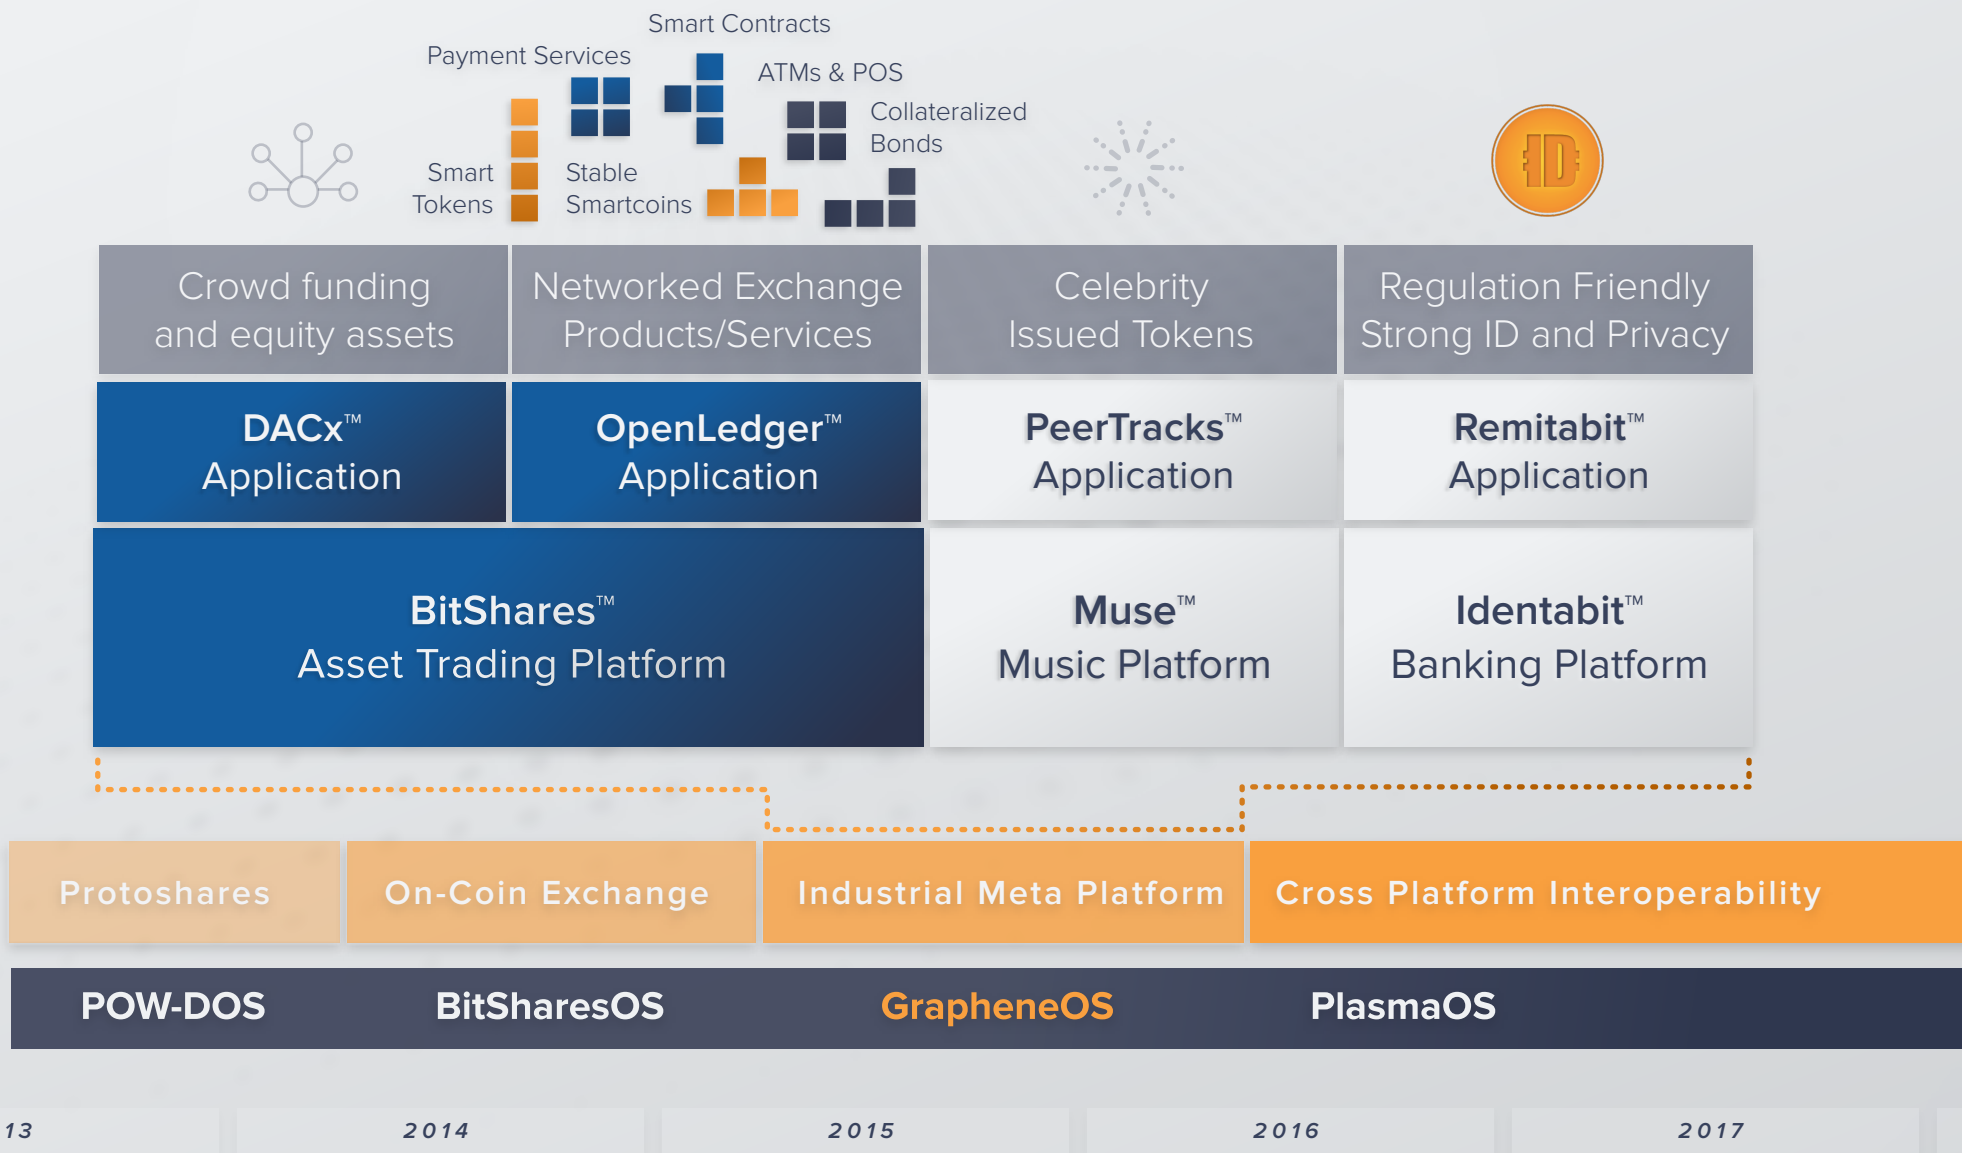 Smart Contracts
Payment Services
ATMs & POS
Collateralized
Bonds
Smart
Tokens
Stable
Smartcoins
ID
Crowd funding
and equity assets
Networked Exchange
Products/Services
Celebrity
Issued Tokens
Regulation Friendly
Strong ID and Privacy
DACx™
Application
OpenLedger™
Application
PeerTracks™
Application
Remitabit™
Application
BitShares™
Asset Trading Platform
Muse™
Music Platform
Identabit™
Banking Platform
Protoshares
On-Coin Exchange
Industrial Meta Platform
Cross Platform Interoperability
POW-DOS
BitSharesOS
GrapheneOS
PlasmaOS
13
2014
2015
2016
2017